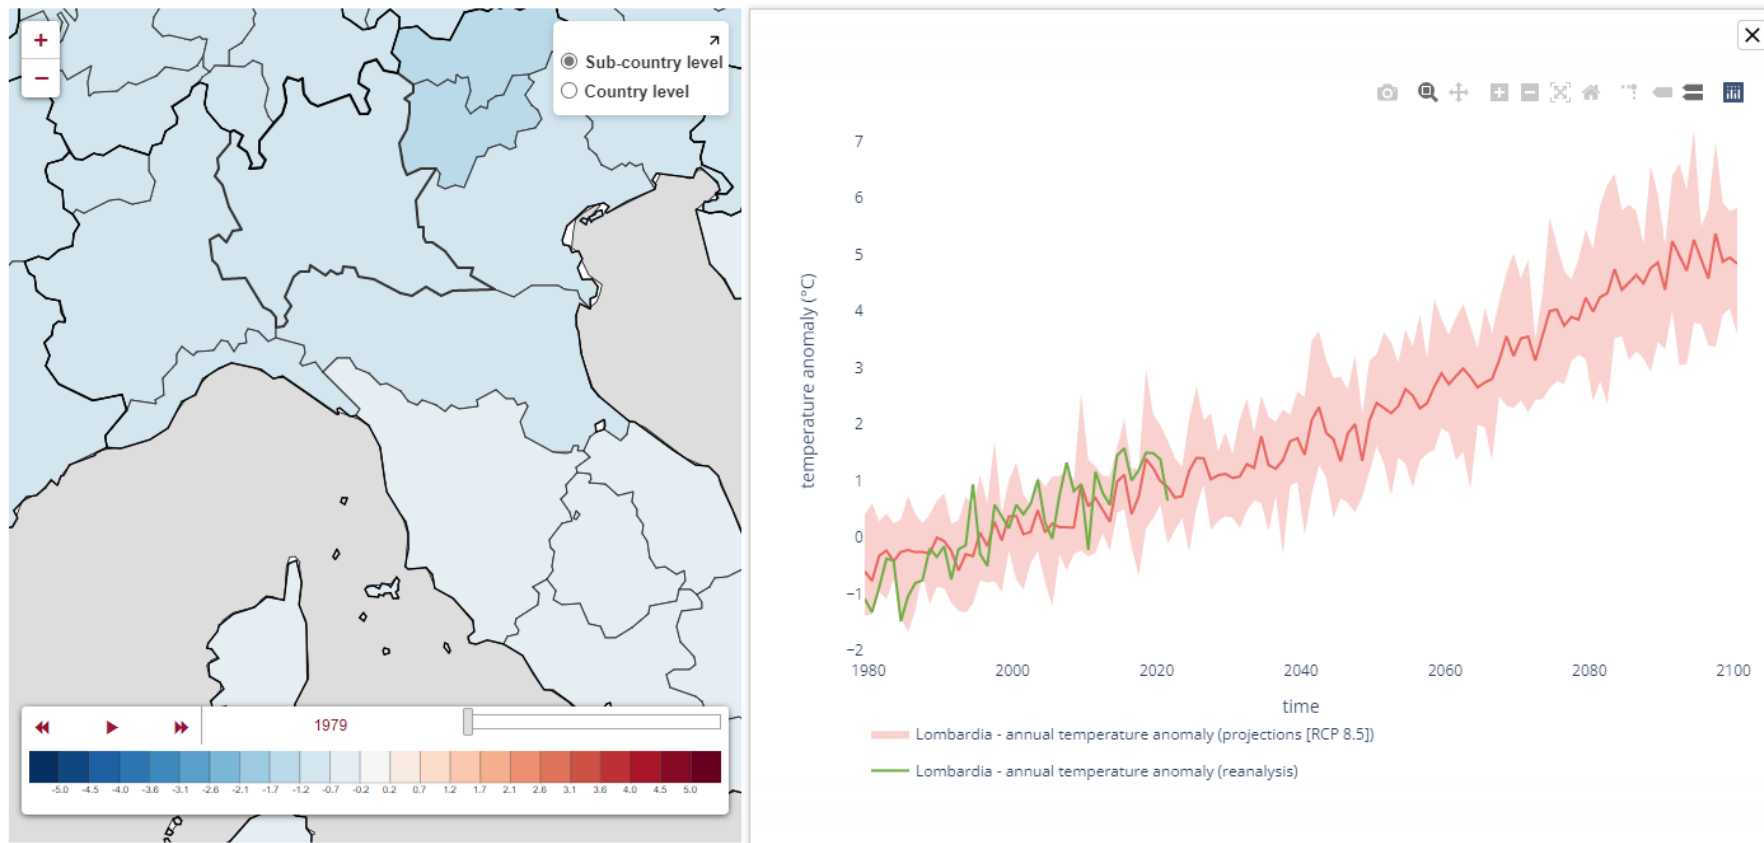 +
−
Sub-country level
Country level
1979
-5.0 -4.5 -4.0 -3.6 -3.1 -2.6 -2.1 -1.7 -1.2 -0.7 -0.2 0.2 0.7 1.2 1.7 2.1 2.6 3.1 3.6 4.0 4.5 5.0
7
6
5
4
3
2
1
0
−1
−2
temperature anomaly (°C)
1980 2000 2020 2040 2060 2080 2100
time
Lombardia - annual temperature anomaly (projections [RCP 8.5])
Lombardia - annual temperature anomaly (reanalysis)